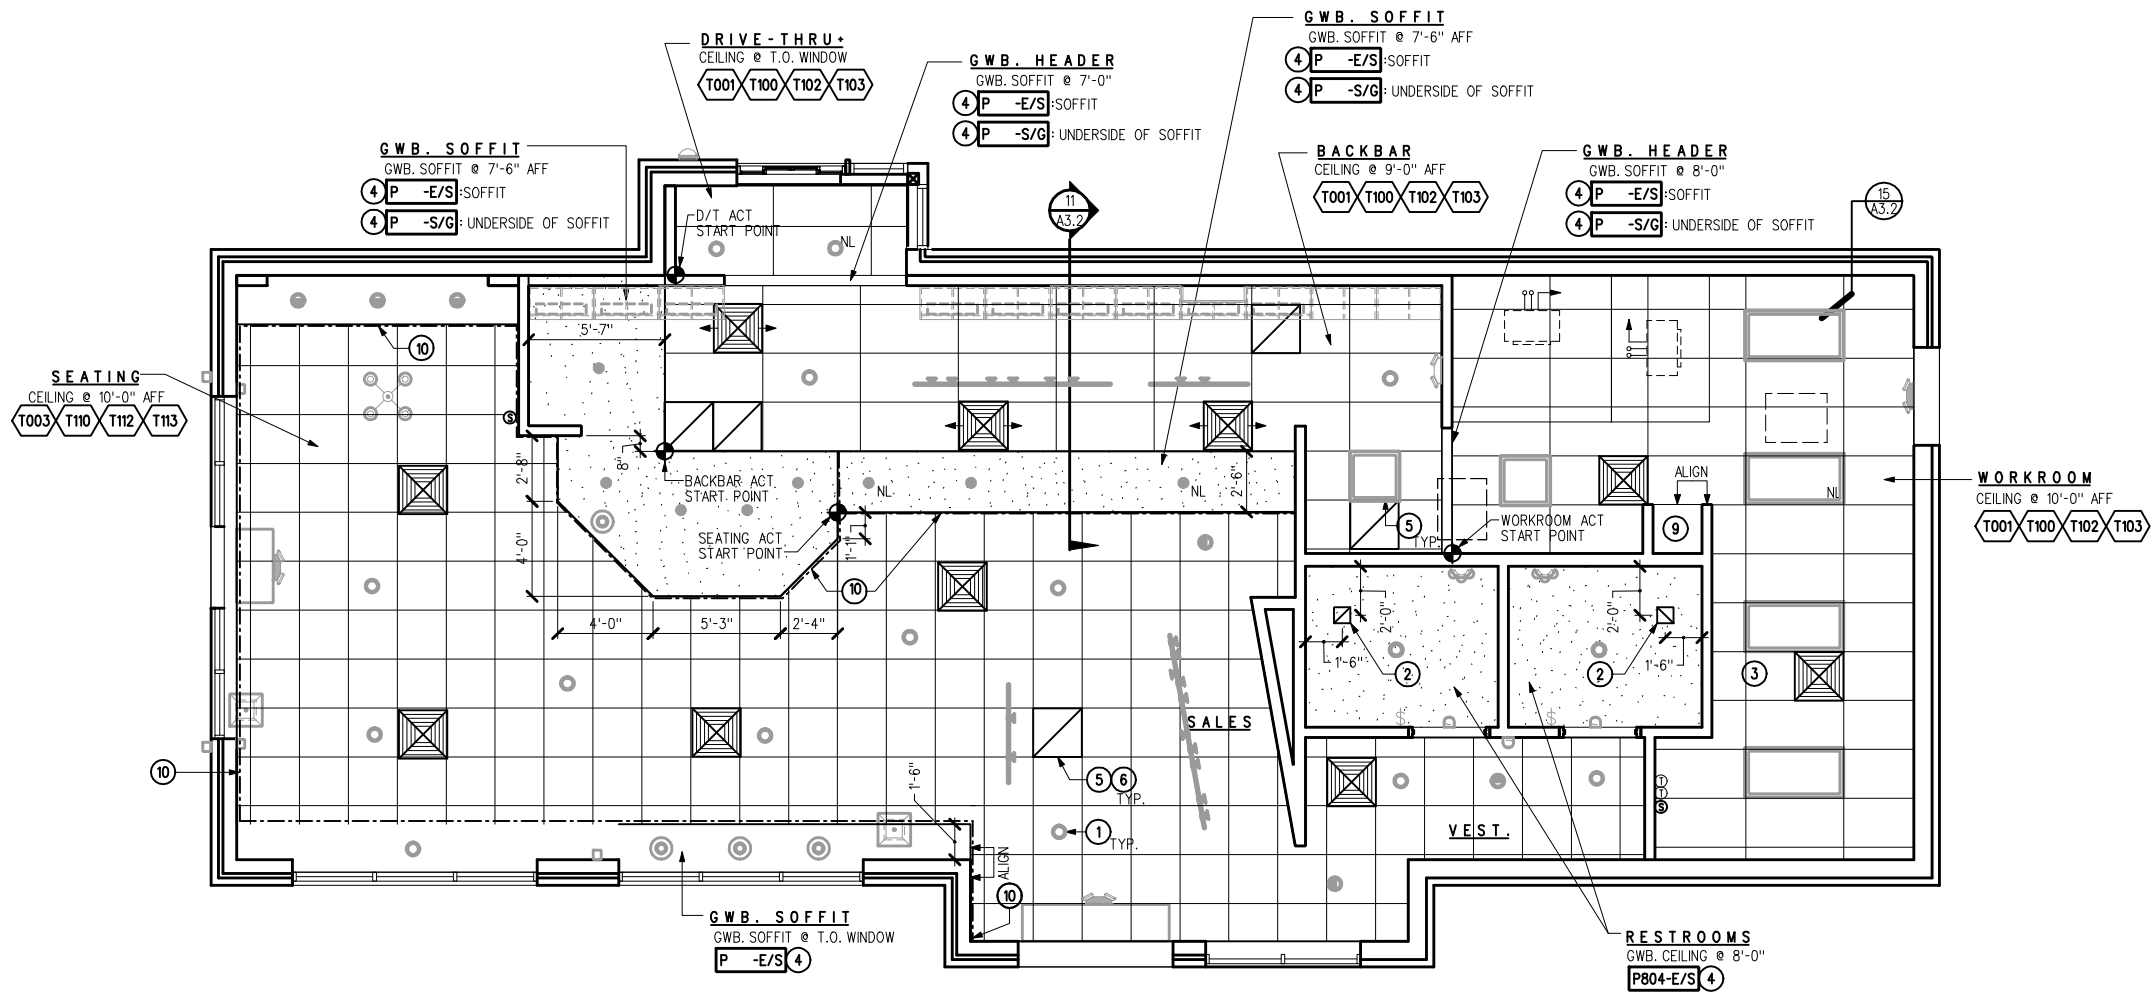 DRIVE-THRU+
CEILING @ T.O. WINDOW
T001 T100 T102 T103
GWB. HEADER
GWB. SOFFIT @ 7'-0"
4 P -E/S :SOFFIT
4 P -S/G : UNDERSIDE OF SOFFIT
GWB. SOFFIT
GWB. SOFFIT @ 7'-6" AFF
4 P -E/S :SOFFIT
4 P -S/G : UNDERSIDE OF SOFFIT
GWB. SOFFIT
GWB. SOFFIT @ 7'-6" AFF
4 P -E/S :SOFFIT
4 P -S/G : UNDERSIDE OF SOFFIT
BACKBAR
CEILING @ 9'-0" AFF
T001 T100 T102 T103
GWB. HEADER
GWB. SOFFIT @ 8'-0"
4 P -E/S :SOFFIT
4 P -S/G : UNDERSIDE OF SOFFIT
11
A3.2
15
A3.2
D/T ACT
START POINT
NL
5'-7"
10
SEATING
CEILING @ 10'-0" AFF
T003 T110 T112 T113
S
2'-8"
8"
BACKBAR ACT
START POINT
NL
NL
2'-6"
SEATING ACT
START POINT
1'-1"
4'-0"
10
4'-0"
5'-3"
2'-4"
5
TYP.
WORKROOM ACT
START POINT
ALIGN
9
NL
WORKROOM
CEILING @ 10'-0" AFF
T001 T100 T102 T103
2'-0"
1'-6"
2
2'-0"
1'-6"
2
3
$
$
SALES
10
5 6
TYP.
1'-6"
1
TYP.
ALIGN
10
VEST.
T
T
S
GWB. SOFFIT
GWB. SOFFIT @ T.O. WINDOW
P -E/S 4
RESTROOMS
GWB. CEILING @ 8'-0"
P804-E/S 4